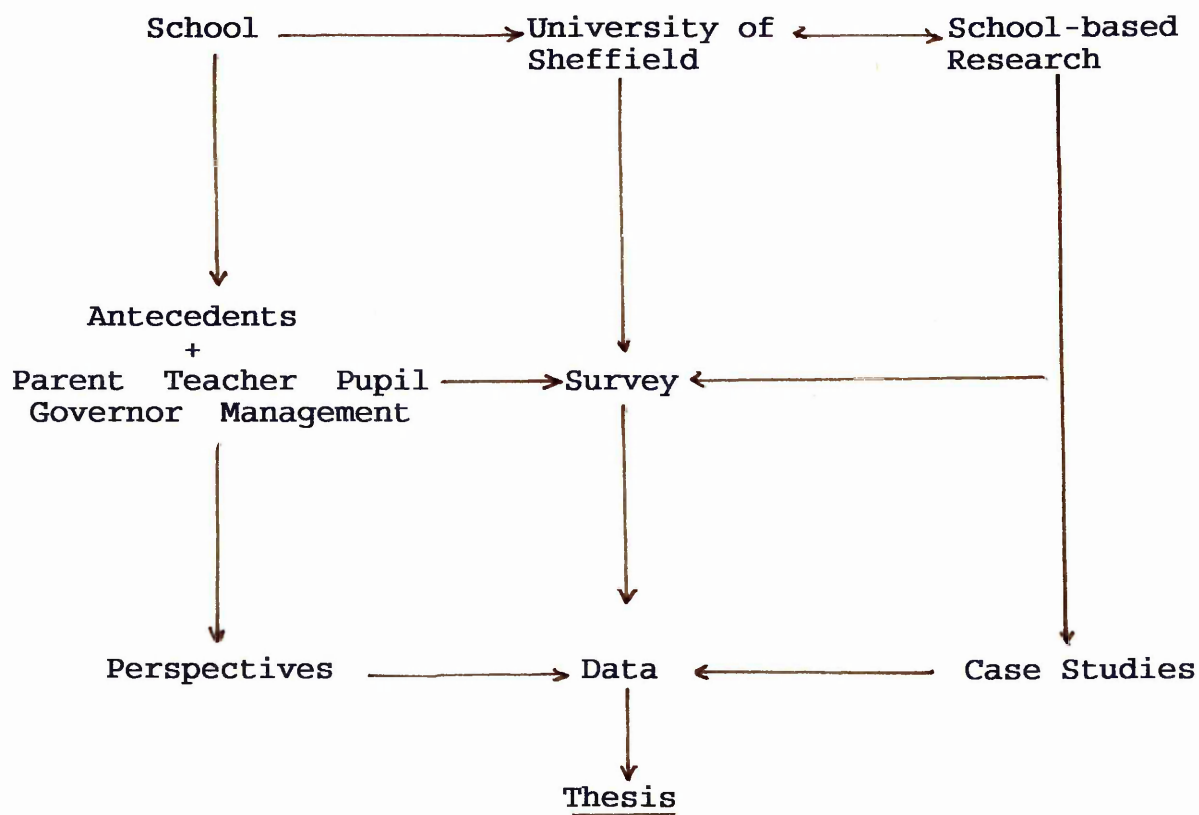 School
University of
Sheffield
School-based
Research
Antecedents
+
Parent Teacher Pupil
Governor Management
Survey
Perspectives
Data
Case Studies
Thesis